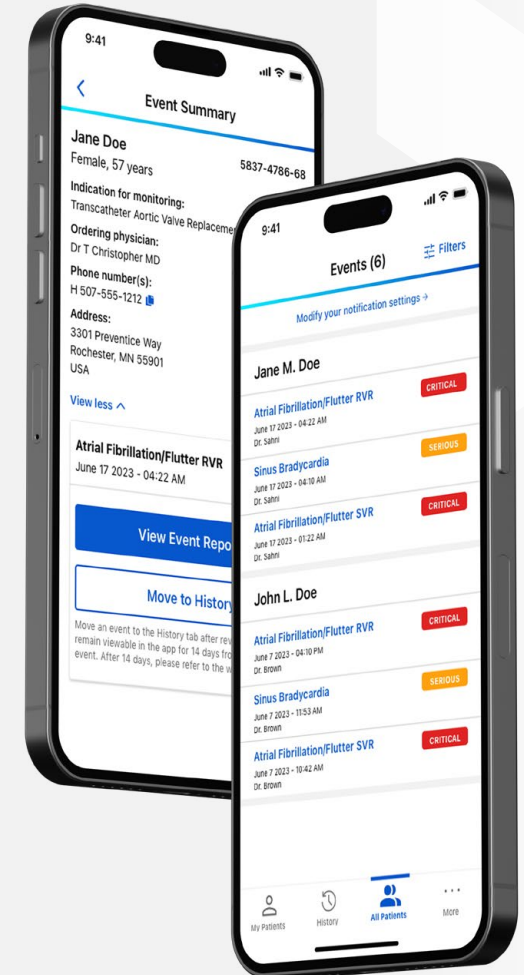 9:41
Event Summary
Jane Doe
Female, 57 years
5837-4786-68
Indication for monitoring:
Transcatheter Aortic Valve
Ordering physician:
Dr T Christopher MD
Phone number(s):
H 507-555-1212
Address:
3301 Preventice Way
Rochester, MN 55901
USA
View less
Atrial Fibrillation/Flutter RVR
June 17 2023 - 04:22 AM
View Event
Move to History
Move an event to the History tab after
remain viewable in the app for 14 days
event. After 14 days, please refer to the
9:41
Events (6)
Filters
Modify your notification settings →
Jane M. Doe
Atrial Fibrillation/Flutter RVR
CRITICAL
June 17 2023 - 04:22 AM
Dr. Sahni
Sinus Bradycardia
SERIOUS
June 17 2023 - 04:10 AM
Dr. Sahni
Atrial Fibrillation/Flutter SVR
CRITICAL
June 17 2023 - 01:22 AM
Dr. Sahni
John L. Doe
Atrial Fibrillation/Flutter RVR
CRITICAL
June 7 2023 - 04:10 PM
Dr. Brown
Sinus Bradycardia
SERIOUS
June 7 2023 - 11:53 AM
Dr. Brown
Atrial Fibrillation/Flutter SVR
CRITICAL
June 7 2023 - 10:42 AM
Dr. Brown
My Patients
History
All Patients
More